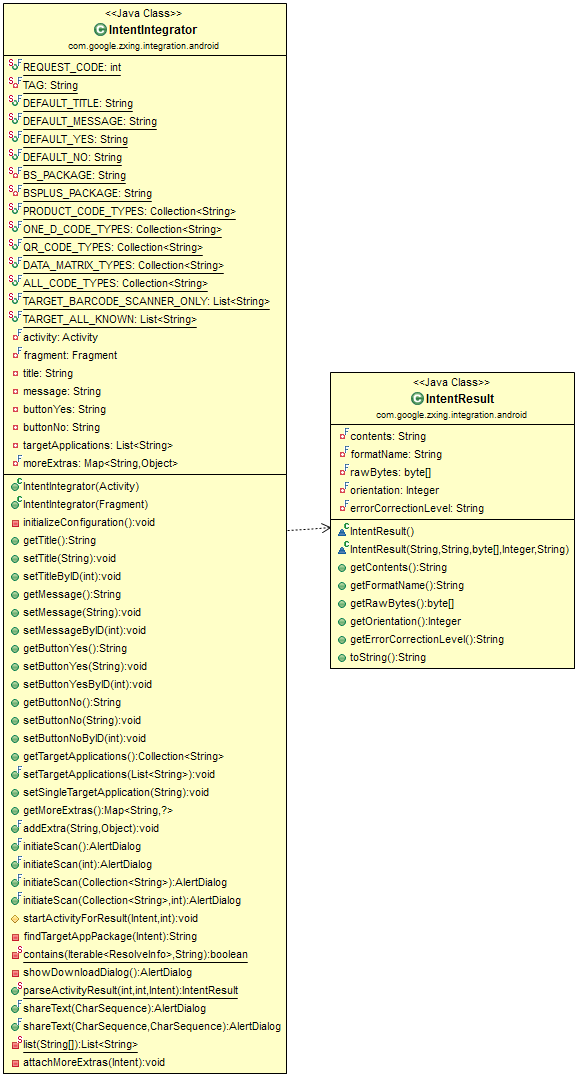 <<Java Class>>
IntentIntegrator
com.google.zxing.integration.android
REQUEST_CODE: int
TAG: String
DEFAULT_TITLE: String
DEFAULT_MESSAGE: String
DEFAULT_YES: String
DEFAULT_NO: String
BS_PACKAGE: String
BSPLUS_PACKAGE: String
PRODUCT_CODE_TYPES: Collection<String>
ONE_D_CODE_TYPES: Collection<String>
QR_CODE_TYPES: Collection<String>
DATA_MATRIX_TYPES: Collection<String>
ALL_CODE_TYPES: Collection<String>
TARGET_BARCODE_SCANNER_ONLY: List<String>
TARGET_ALL_KNOWN: List<String>
activity: Activity
fragment: Fragment
title: String
message: String
buttonYes: String
buttonNo: String
targetApplications: List<String>
moreExtras: Map<String,Object>
IntentIntegrator(Activity)
IntentIntegrator(Fragment)
initializeConfiguration():void
getTitle():String
setTitle(String):void
setTitleByID(int):void
getMessage():String
setMessage(String):void
setMessageByID(int):void
getButtonYes():String
setButtonYes(String):void
setButtonYesByID(int):void
getButtonNo():String
setButtonNo(String):void
setButtonNoByID(int):void
getTargetApplications():Collection<String>
setTargetApplications(List<String>):void
setSingleTargetApplication(String):void
getMoreExtras():Map<String,?>
addExtra(String,Object):void
initiateScan():AlertDialog
initiateScan(int):AlertDialog
initiateScan(Collection<String>):AlertDialog
initiateScan(Collection<String>,int):AlertDialog
startActivityForResult(Intent,int):void
findTargetAppPackage(Intent):String
contains(Iterable<ResolveInfo>,String):boolean
showDownloadDialog():AlertDialog
parseActivityResult(int,int,Intent):IntentResult
shareText(CharSequence):AlertDialog
shareText(CharSequence,CharSequence):AlertDialog
list(String[]):List<String>
attachMoreExtras(Intent):void
<<Java Class>>
IntentResult
com.google.zxing.integration.android
contents: String
formatName: String
rawBytes: byte[]
orientation: Integer
errorCorrectionLevel: String
IntentResult()
IntentResult(String,String,byte[],Integer,String)
getContents():String
getFormatName():String
getRawBytes():byte[]
getOrientation():Integer
getErrorCorrectionLevel():String
toString():String